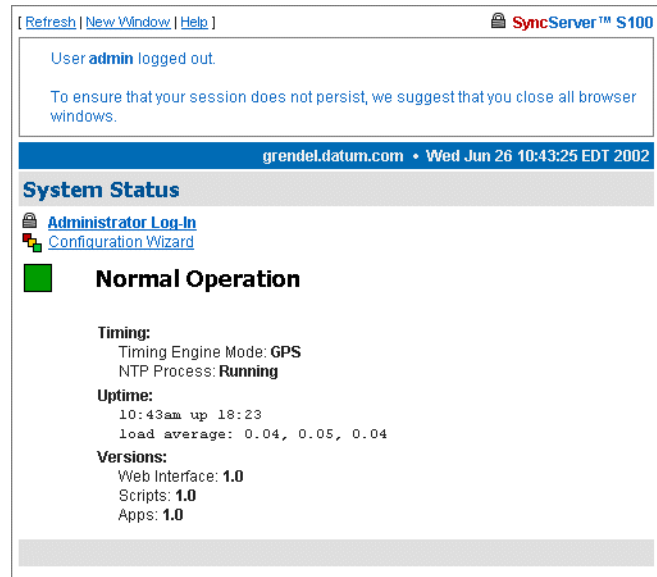 [ Refresh | New Window | Help ] SyncServer™ S100
User admin logged out.
To ensure that your session does not persist, we suggest that you close all browser
windows.
grendel.datum.com • Wed Jun 26 10:43:25 EDT 2002
System Status
Administrator Log-In
Configuration Wizard
Normal Operation
Timing:
Timing Engine Mode: GPS
NTP Process: Running
Uptime:
10:43am up 18:23
load average: 0.04, 0.05, 0.04
Versions:
Web Interface: 1.0
Scripts: 1.0
Apps: 1.0